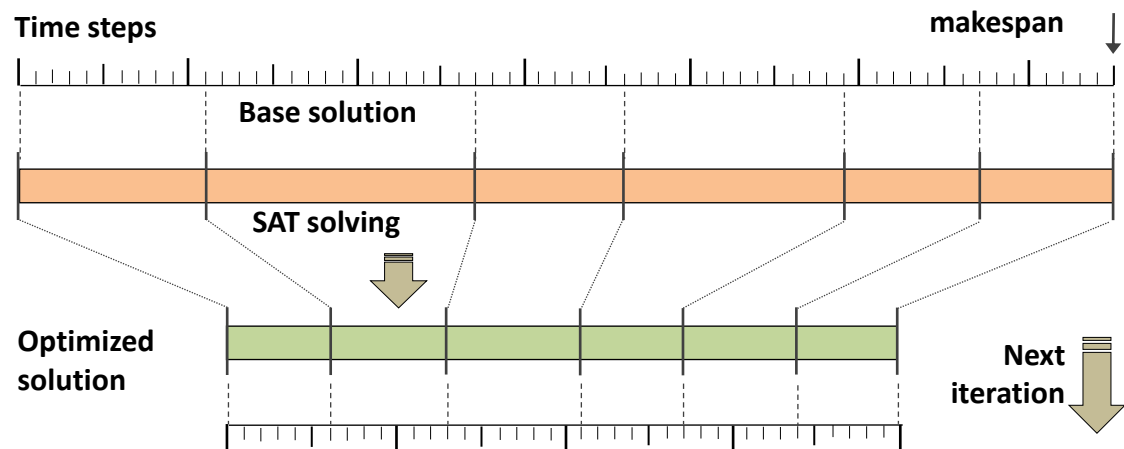 Time steps
makespan
Base solution
SAT solving
Optimized
solution
Next
iteration